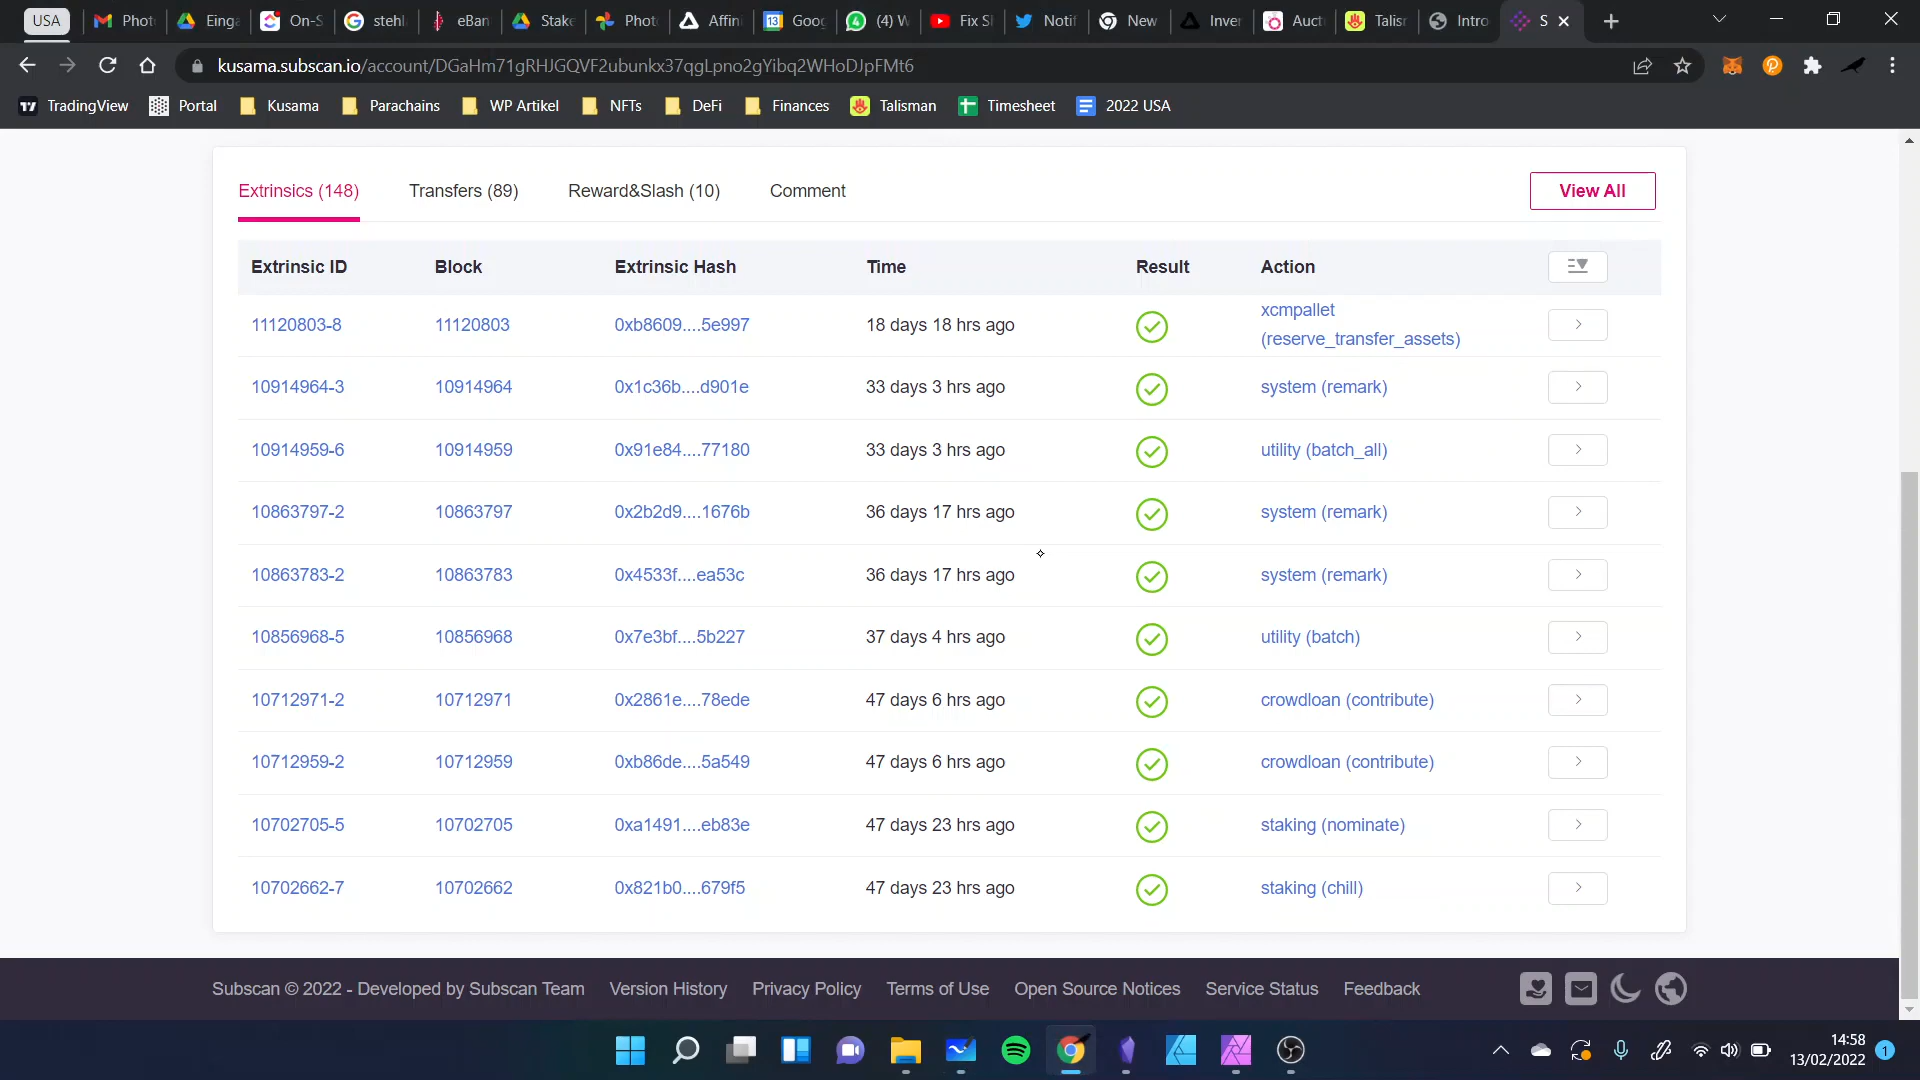 USA
Phot
Einga
On-S
stehl
eBan
Stake
Phot
Affin
Goog
(4) W
Fix Sl
Notif
New
Inver
Auct
Talisr
Intro
S
kusama.subscan.io/account/DGaHm71gRHJGQVF2ubunkx37qgLpno2gYibq2WHoDJpFMt6
TradingView
Portal
Kusama
Parachains
WP Artikel
NFTs
DeFi
Finances
Talisman
Timesheet
2022 USA
Extrinsics (148)
Transfers (89)
Reward&Slash (10)
Comment
View All
Extrinsic ID Block Extrinsic Hash Time Result Action
11120803-8 11120803 0xb8609....5e997 18 days 18 hrs ago xcmpallet
(reserve_transfer_assets)
10914964-3 10914964 0x1c36b....d901e 33 days 3 hrs ago system (remark)
10914959-6 10914959 0x91e84....77180 33 days 3 hrs ago utility (batch_all)
10863797-2 10863797 0x2b2d9....1676b 36 days 17 hrs ago system (remark)
10863783-2 10863783 0x4533f....ea53c 36 days 17 hrs ago system (remark)
10856968-5 10856968 0x7e3bf....5b227 37 days 4 hrs ago utility (batch)
10712971-2 10712971 0x2861e....78ede 47 days 6 hrs ago crowdloan (contribute)
10712959-2 10712959 0xb86de....5a549 47 days 6 hrs ago crowdloan (contribute)
10702705-5 10702705 0xa1491....eb83e 47 days 23 hrs ago staking (nominate)
10702662-7 10702662 0x821b0....679f5 47 days 23 hrs ago staking (chill)
Subscan © 2022 - Developed by Subscan Team Version History Privacy Policy Terms of Use Open Source Notices Service Status Feedback
14:58
13/02/2022
1